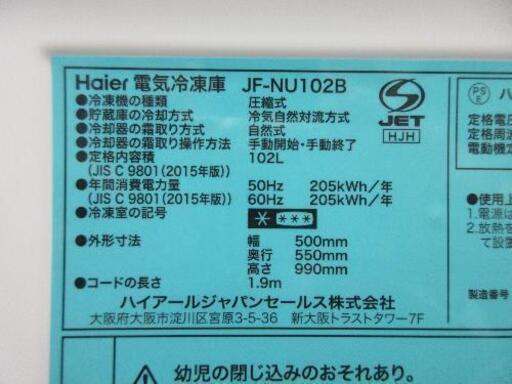 Haier 電気冷凍庫 JF-NU102B
●冷凍機の種類 圧縮式
●貯蔵庫の冷却方式 冷気自然対流方式
●冷却器の霜取り方式 自然式
●冷却器の霜取り操作方法 手動開始・手動終了
●定格内容積 102L
(JIS C 9801(2015年版))
●年間消費電力量 50Hz 205kWh/年
(JIS C 9801(2015年版)) 60Hz 205kWh/年
●冷凍室の記号
●外形寸法 幅 500mm
奥行 550mm
高さ 990mm
●コードの長さ 1.9m
ハイアールジャパンセールス株式会社
大阪府大阪市淀川区宮原3-5-36 新大阪トラストタワー7F
S
JET
HJH
PS
E
ハ
定格電圧
定格周波
電動機定
●使用上
1.電源は
2.放熱を
て設置
製造番号
幼児の閉じ込めのおそれあり。